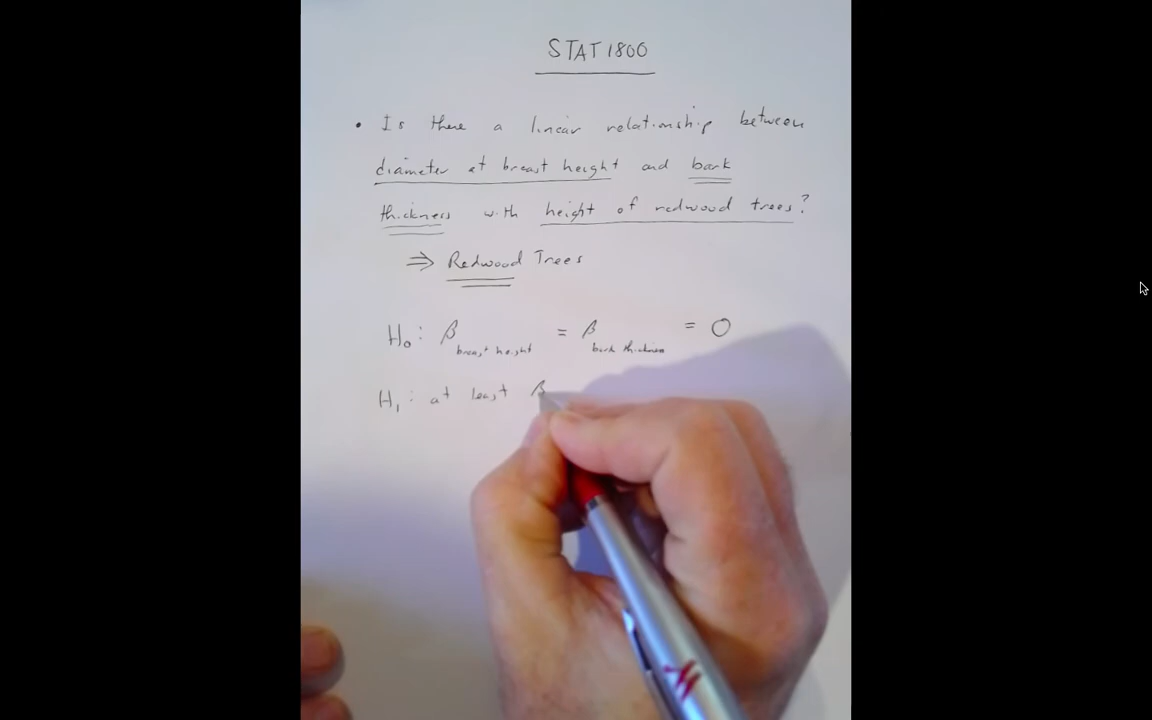 STAT 1800
• Is there a linear relationship between
diameter at breast height and bark
thickness with height of redwood trees?
⇒ Redwood Trees
H₀: β breast height = β bark thickness = 0
H₁: at least β